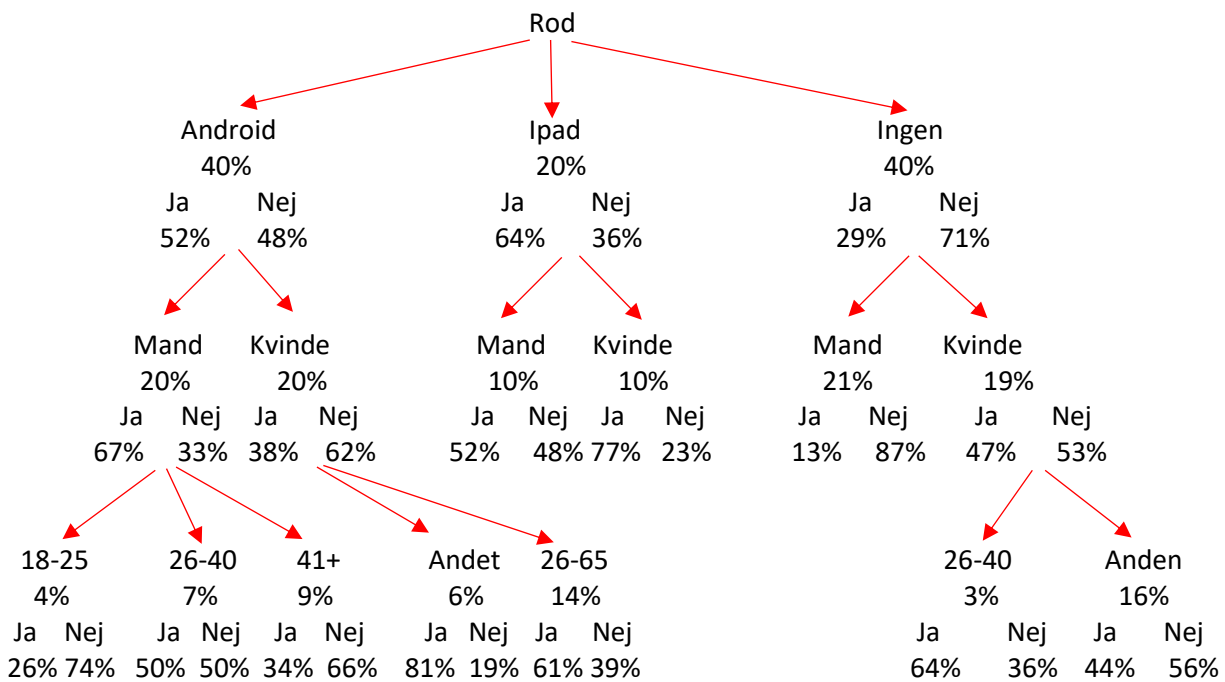 Rod
Android Ipad Ingen
40% 20% 40%
Ja Nej Ja Nej Ja Nej
52% 48% 64% 36% 29% 71%
Mand Kvinde Mand Kvinde Mand Kvinde
20% 20% 10% 10% 21% 19%
Ja Nej Ja Nej Ja Nej Ja Nej Ja Nej Ja Nej
67% 33% 38% 62% 52% 48% 77% 23% 13% 87% 47% 53%
18-25 26-40 41+ Andet 26-65 26-40 Anden
4% 7% 9% 6% 14% 3% 16%
Ja Nej Ja Nej Ja Nej Ja Nej Ja Nej Ja Nej Ja Nej
26% 74% 50% 50% 34% 66% 81% 19% 61% 39% 64% 36% 44% 56%